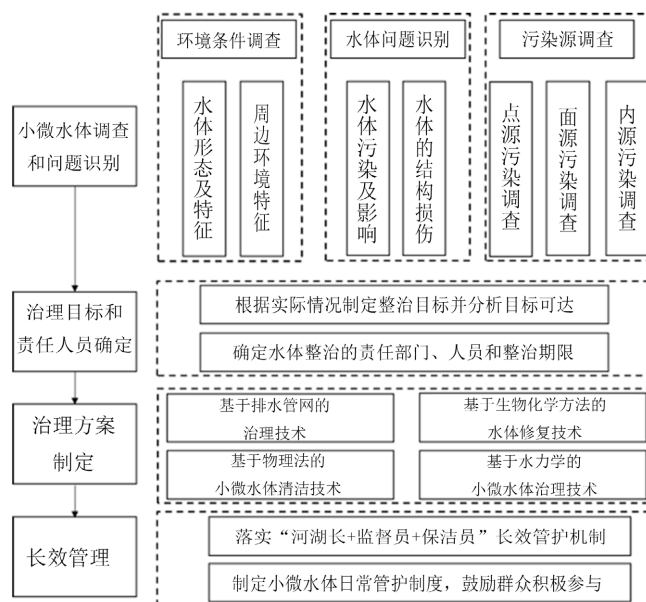 环境条件调查
水体问题识别
污染源调查
小微水体调查
和问题识别
水体形态及特征
周边环境特征
水体污染及影响
水体的结构损伤
点源污染调查
面源污染调查
内源污染调查
治理目标和
责任人员确定
根据实际情况制定整治目标并分析目标可达
确定水体整治的责任部门、人员和整治期限
治理方案
制定
基于排水管网的
治理技术
基于生物化学方法的
水体修复技术
基于物理法的
小微水体清洁技术
基于水力学的
小微水体治理技术
长效管理
落实“河湖长+监督员+保洁员”长效管护机制
制定小微水体日常管护制度，鼓励群众积极参与